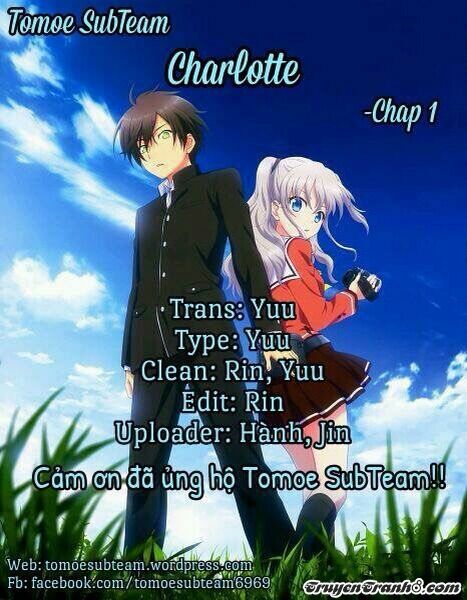 Tomoe SubTeam
Charlotte
-Chap 1
Trans: Yuu
Type: Yuu
Clean: Rin, Yuu
Edit: Rin
Uploader: Hành, Jin
Cảm ơn đã ủng hộ Tomoe SubTeam!!
Web: tomoesubteam.wordpress.com
Fb: facebook.com/tomoesubteam6969
TruyenTranh8.com